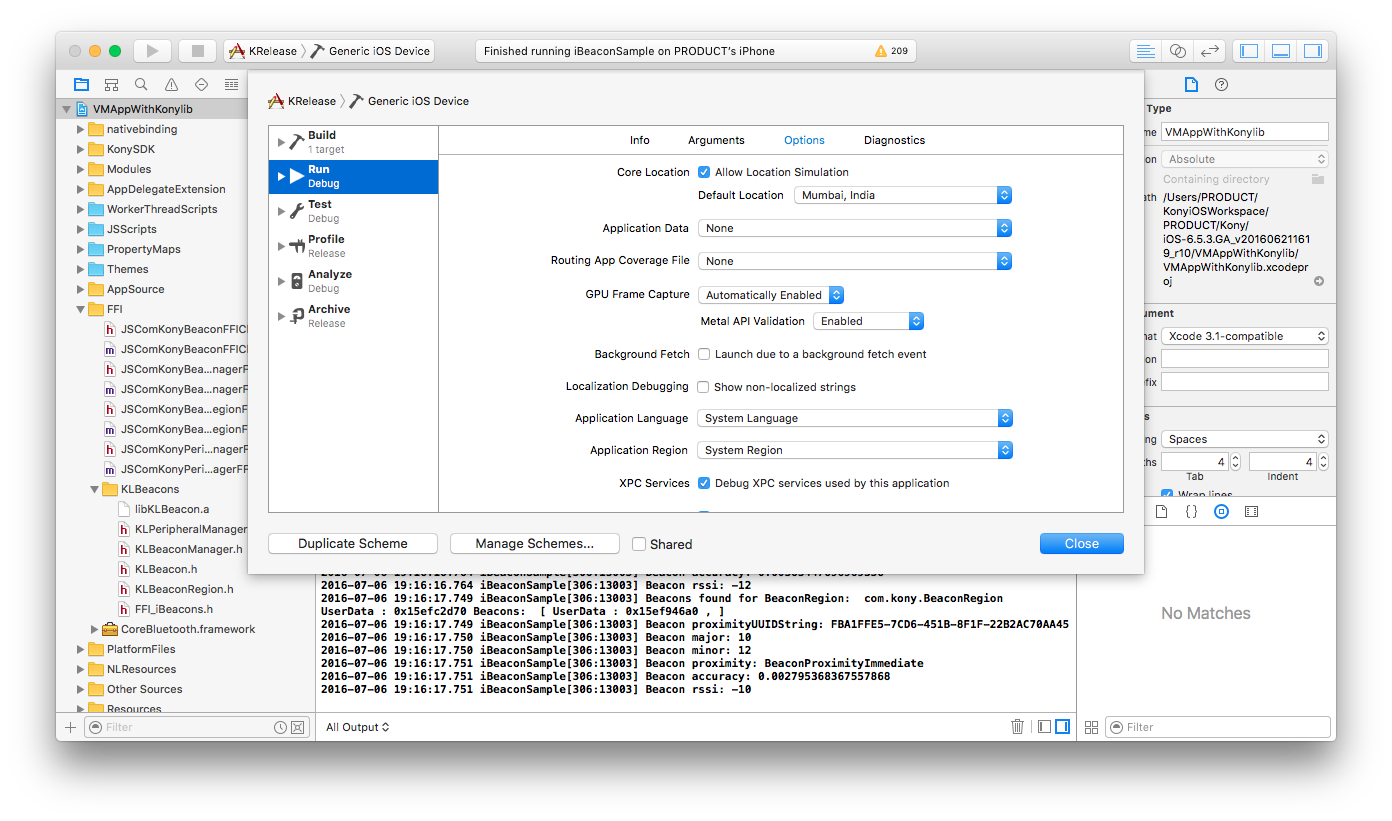 KRelease
Generic iOS Device
Finished running iBeaconSample on PRODUCT's iPhone
209
VMAppWithKonylib
nativebinding
KonySDK
Modules
AppDelegateExtension
WorkerThreadScripts
JSScripts
PropertyMaps
Themes
AppSource
FFI
h JSComKonyBeaconFFICl
m JSComKonyBeaconFFICl
h JSComKonyBea...nagerF
m JSComKonyBea...nagerF
h JSComKonyBea...egionF
m JSComKonyBea...egionF
h JSComKonyPeri...nagerF
m JSComKonyPeri...agerFF
KLBeacons
libKLBeacon.a
h KLPeripheralManager
h KLBeaconManager.h
h KLBeacon.h
h KLBeaconRegion.h
h FFI_iBeacons.h
CoreBluetooth.framework
PlatformFiles
NLResources
Other Sources
Resources
Filter
KRelease
Generic iOS Device
Build
1 target
Run
Debug
Test
Debug
Profile
Release
Analyze
Debug
Archive
Release
Info
Arguments
Options
Diagnostics
Core Location
Allow Location Simulation
Default Location
Mumbai, India
Application Data
None
Routing App Coverage File
None
GPU Frame Capture
Automatically Enabled
Metal API Validation
Enabled
Background Fetch
Launch due to a background fetch event
Localization Debugging
Show non-localized strings
Application Language
System Language
Application Region
System Region
XPC Services
Debug XPC services used by this application
Duplicate Scheme
Manage Schemes...
Shared
Close
2016-07-06 19:16:16.764 iBeaconSample[306:13003] Beacon rssi: -12
2016-07-06 19:16:17.749 iBeaconSample[306:13003] Beacons found for BeaconRegion: com.kony.BeaconRegion
UserData : 0x15efc2d70 Beacons: [ UserData : 0x15ef946a0 , ]
2016-07-06 19:16:17.749 iBeaconSample[306:13003] Beacon proximityUUIDString: FBA1FFE5-7CD6-451B-8F1F-22B2AC70AA45
2016-07-06 19:16:17.750 iBeaconSample[306:13003] Beacon major: 10
2016-07-06 19:16:17.750 iBeaconSample[306:13003] Beacon minor: 12
2016-07-06 19:16:17.751 iBeaconSample[306:13003] Beacon proximity: BeaconProximityImmediate
2016-07-06 19:16:17.751 iBeaconSample[306:13003] Beacon accuracy: 0.002795368367557868
2016-07-06 19:16:17.751 iBeaconSample[306:13003] Beacon rssi: -10
All Output
Type
me VMAppWithKonylib
on Absolute
Containing directory
ath /Users/PRODUCT/
KonyiOSWorkspace/
PRODUCT/Kony/
iOS-6.5.3.GA_v20160621161
9_r10/VMAppWithKonylib/
VMAppWithKonylib.xcodepr
oj
ument
nat Xcode 3.1-compatible
on
fix
s
ng Spaces
ths 4 4
Tab Indent
Wrap lines
{}
No Matches
Filter